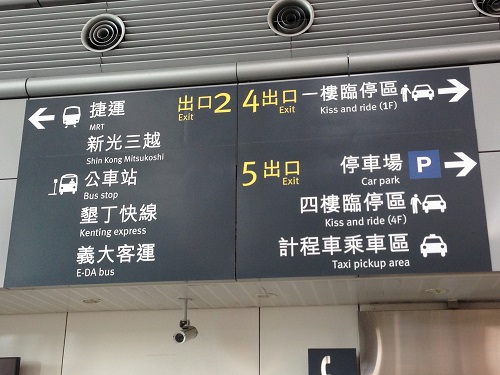 捷運 出口2
MRT Exit
新光三越
Shin Kong Mitsukoshi
公車站
Bus stop
墾丁快線
Kenting express
義大客運
E-DA bus
4出口 一樓臨停區
Exit Kiss and ride (1F)
5出口 停車場 P
Exit Car park
四樓臨停區
Kiss and ride (4F)
計程車乘車區
Taxi pickup area